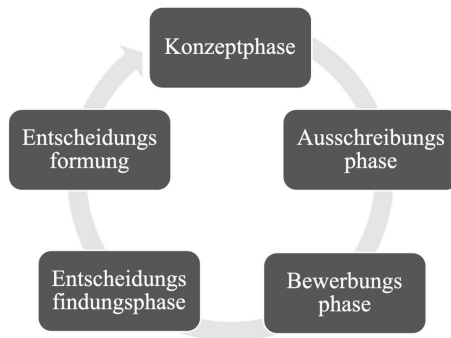 Konzeptphase
Ausschreibungs
phase
Bewerbungs
phase
Entscheidungs
findungsphase
Entscheidungs
formung